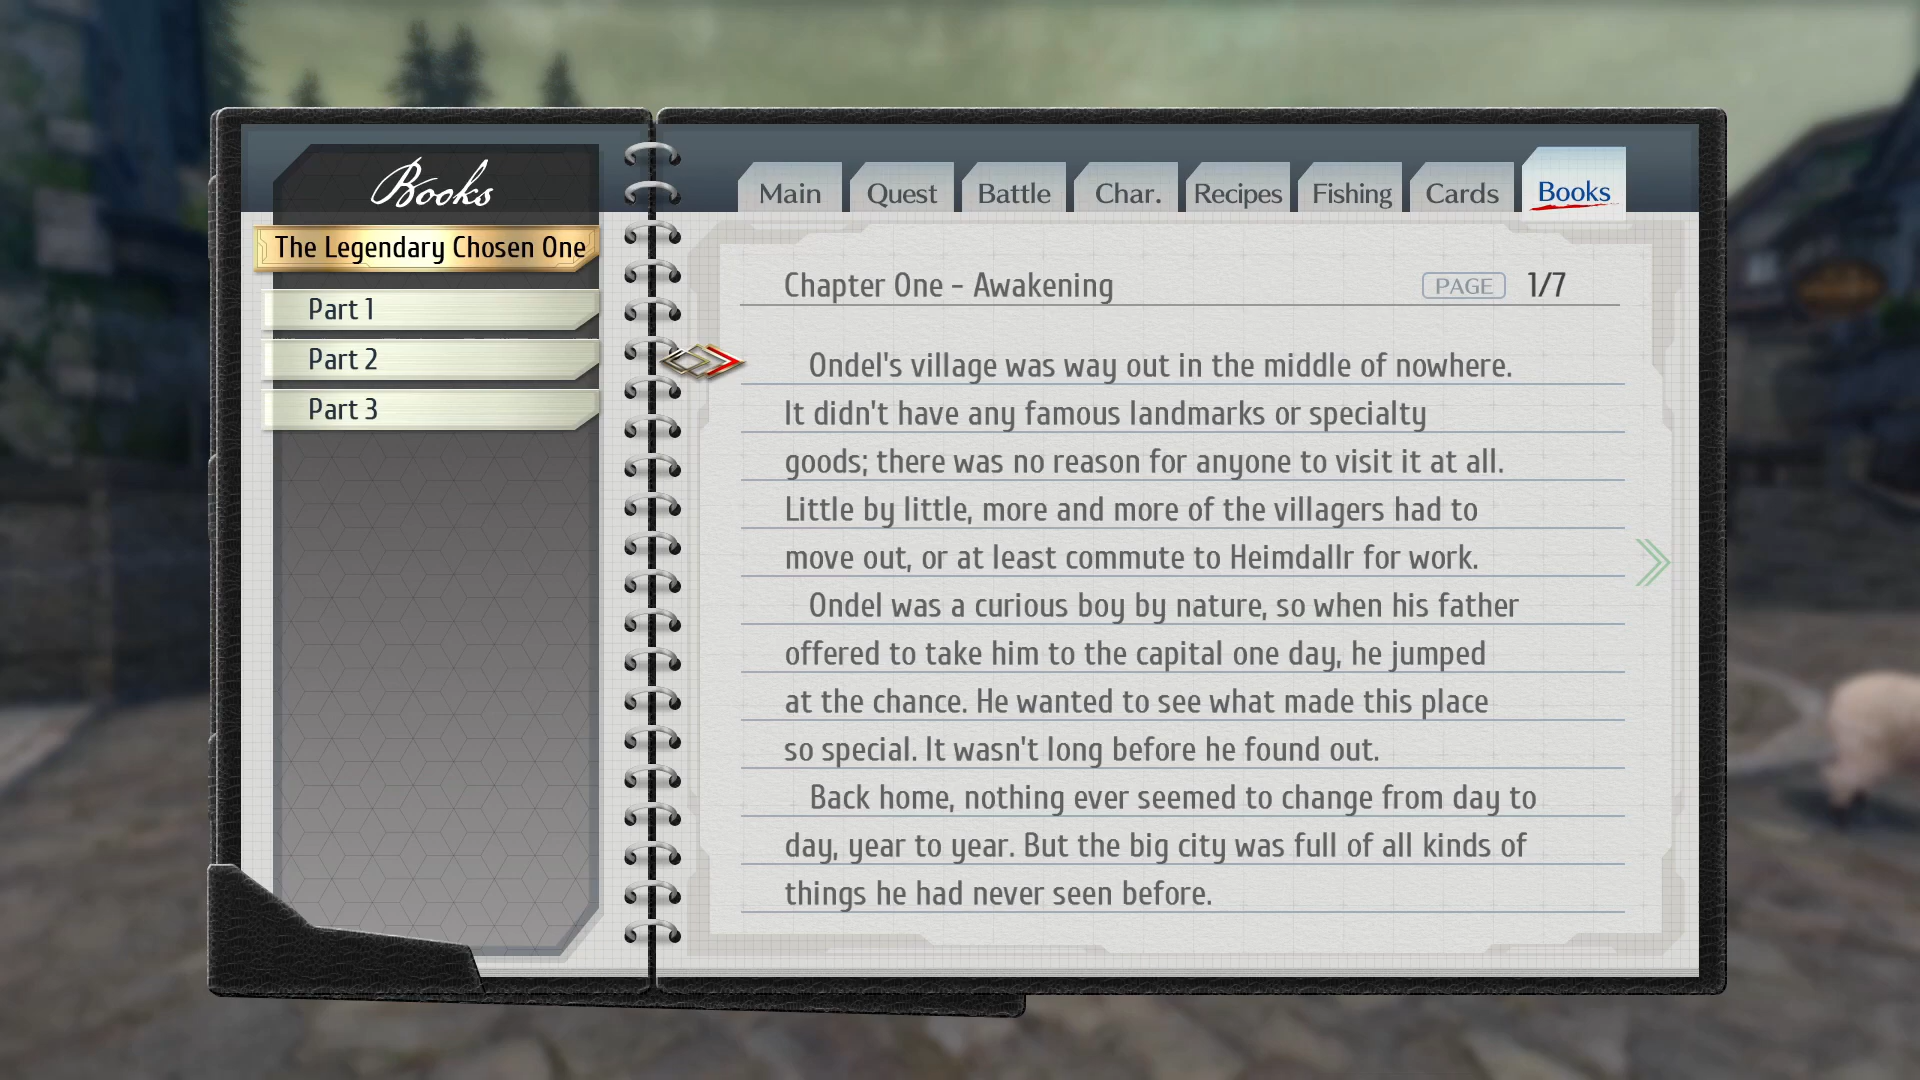 Books
The Legendary Chosen One
Part 1
Part 2
Part 3
Main
Quest
Battle
Char.
Recipes
Fishing
Cards
Books
Chapter One - Awakening
PAGE 1/7
Ondel's village was way out in the middle of nowhere.
It didn't have any famous landmarks or specialty
goods; there was no reason for anyone to visit it at all.
Little by little, more and more of the villagers had to
move out, or at least commute to Heimdallr for work.
Ondel was a curious boy by nature, so when his father
offered to take him to the capital one day, he jumped
at the chance. He wanted to see what made this place
so special. It wasn't long before he found out.
Back home, nothing ever seemed to change from day to
day, year to year. But the big city was full of all kinds of
things he had never seen before.